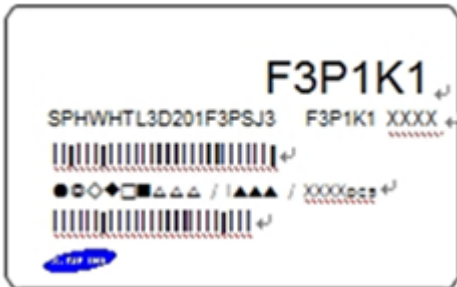 F3P1K1
SPHWHTL3D201F3PSJ3 F3P1K1 XXXX
●⊖◇◆□■△△△ / I▲▲▲ / XXXXpcs